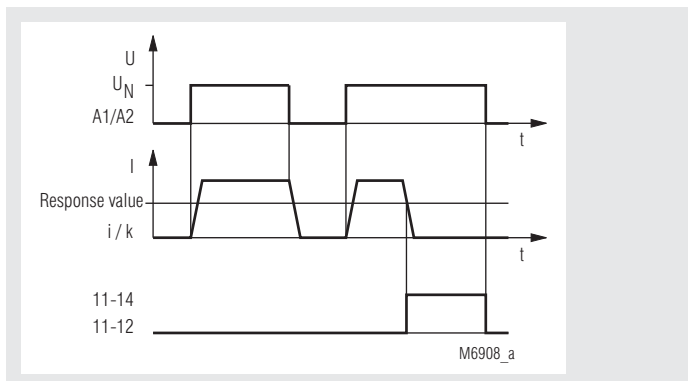 U
U_N
A1/A2
t
I
Response value
i / k
t
11-14
11-12
M6908_a